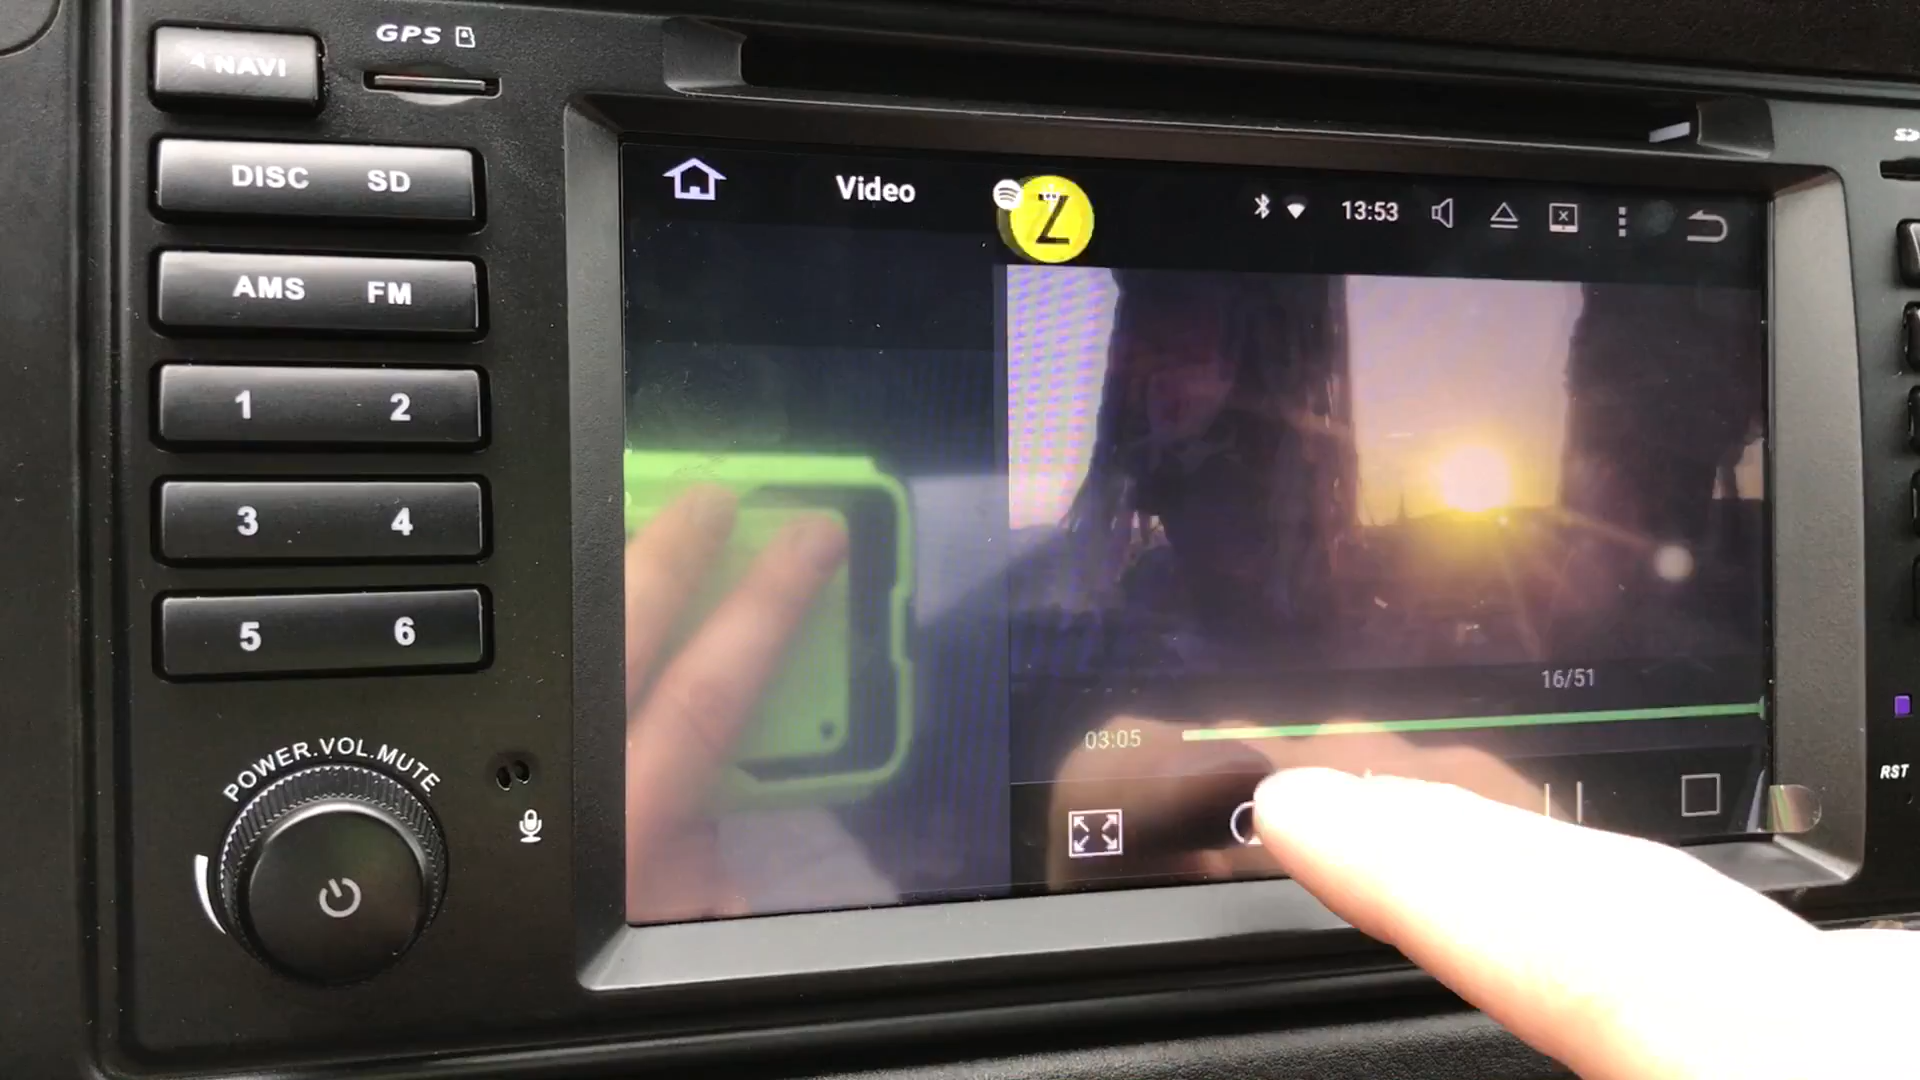 NAVI
GPS
DISC SD
AMS FM
1 2
3 4
5 6
POWER.VOL.MUTE
Video
Z
13:53
16/51
03:05
RST